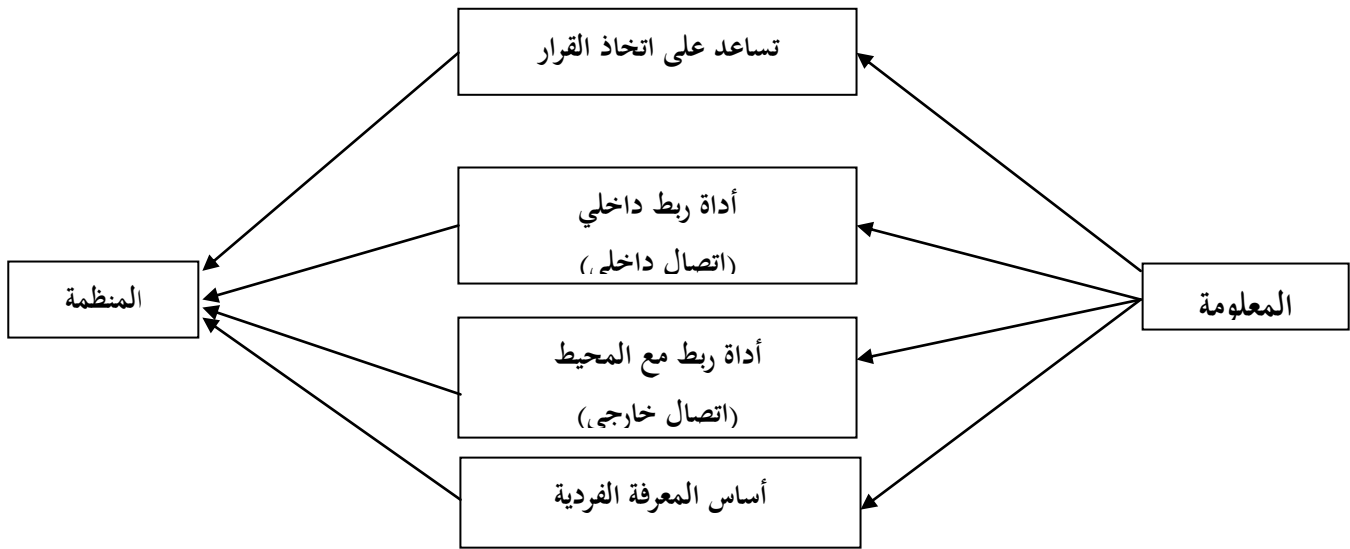 تساعد على اتخاذ القرار
أداة ربط داخلي
(اتصال داخلي)
المنظمة
المعلومة
أداة ربط مع المحيط
(اتصال خارجي)
أساس المعرفة الفردية